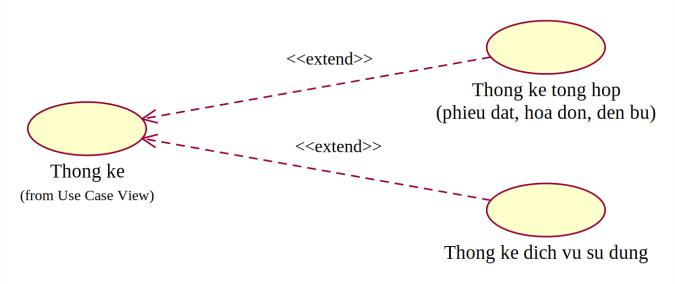 <<extend>>
Thong ke tong hop
(phieu dat, hoa don, den bu)
<<extend>>
Thong ke
(from Use Case View)
Thong ke dich vu su dung